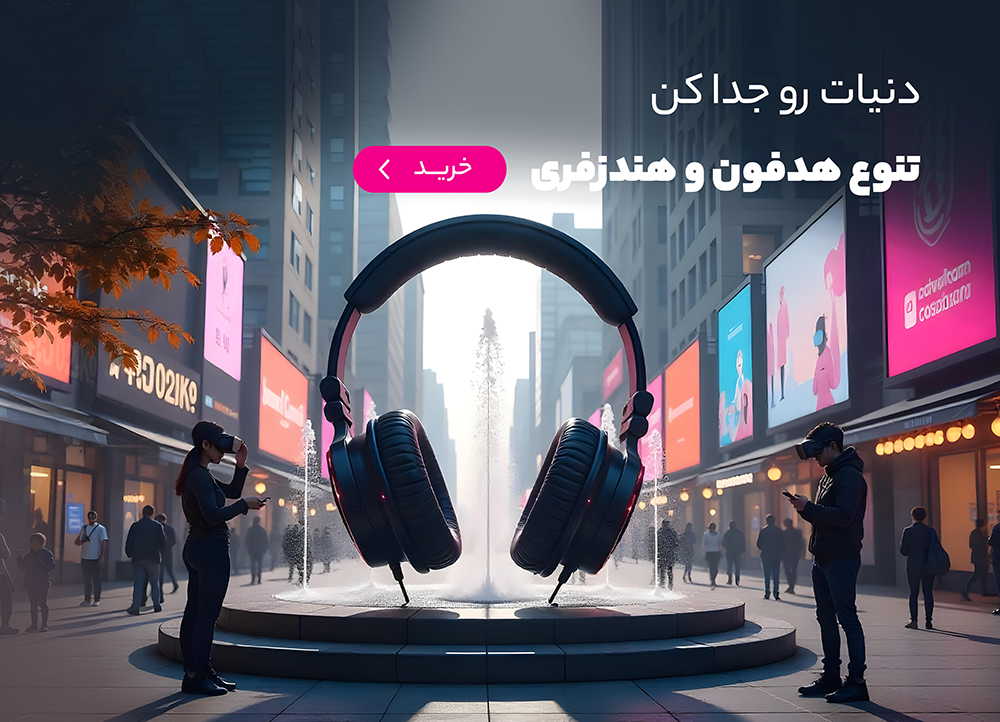 دنیات رو جدا کن
تنوع هدفون و هندزفری
خرید